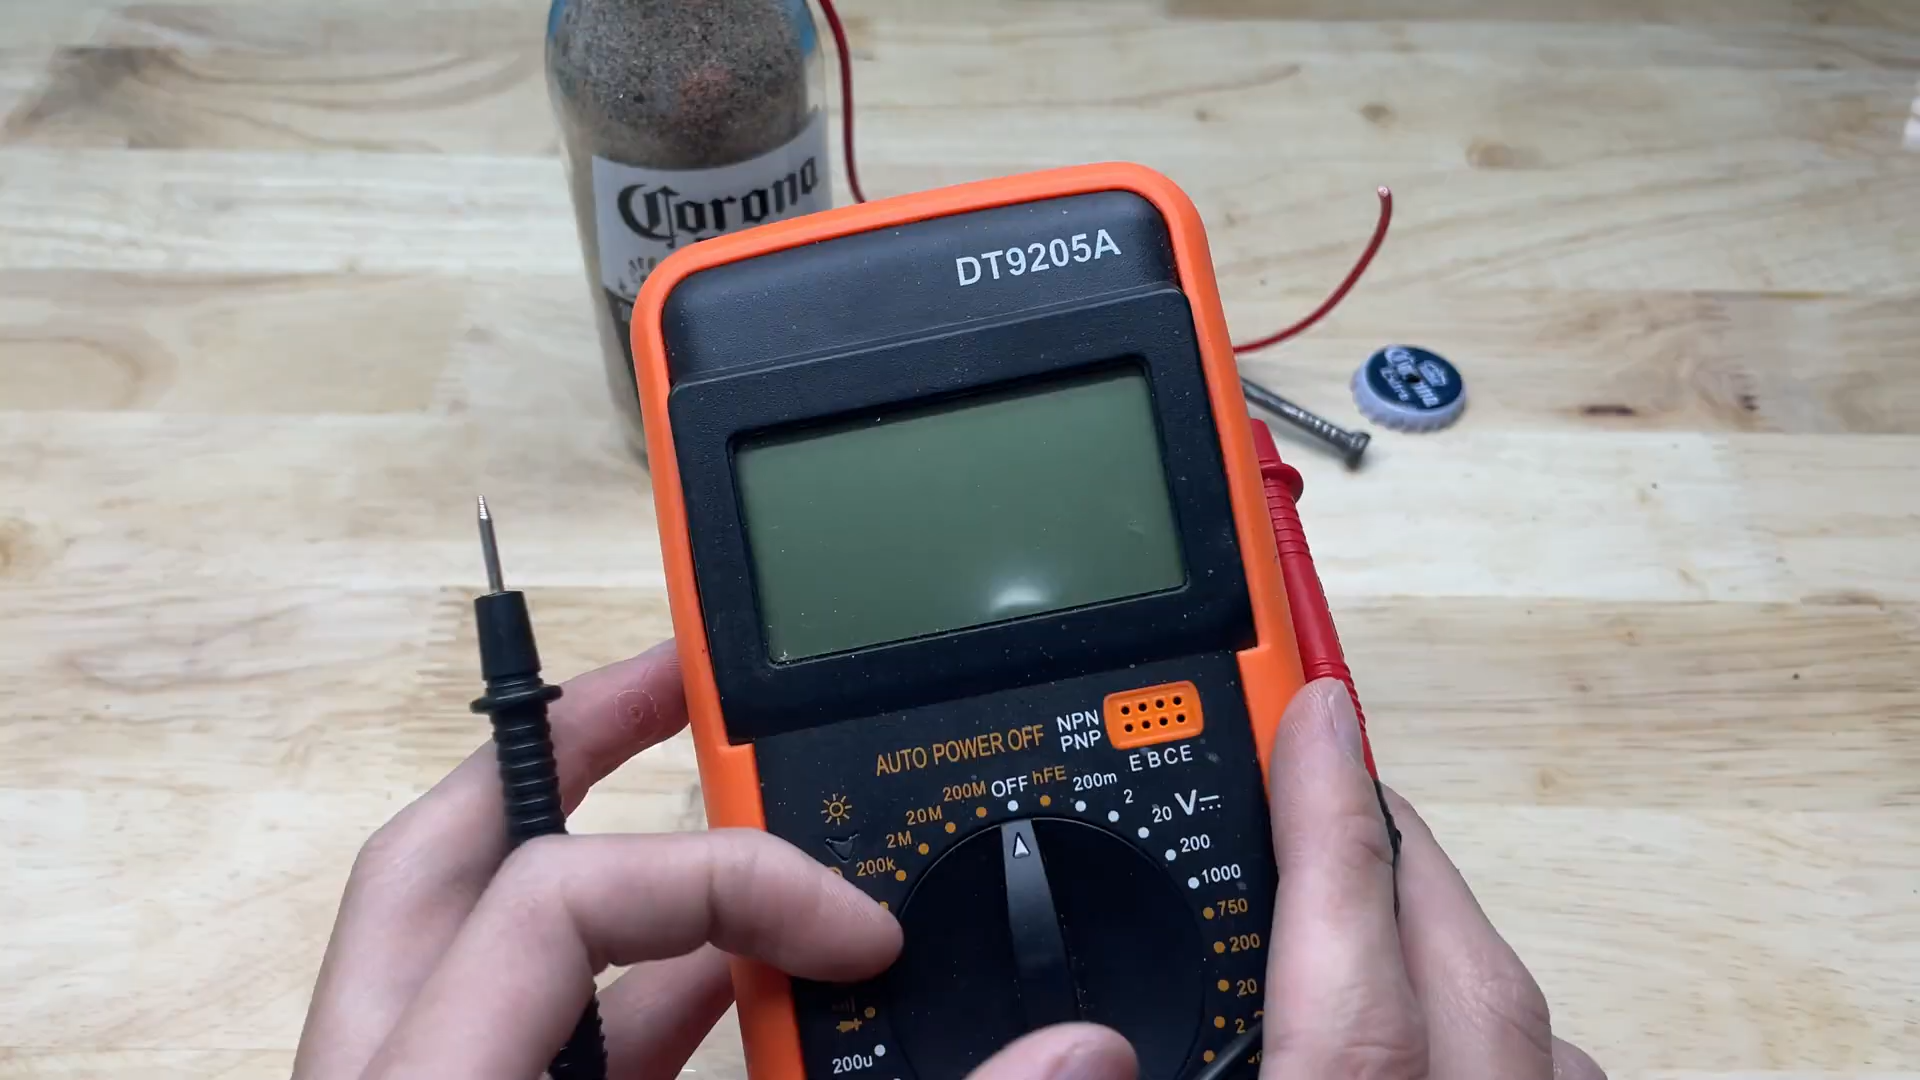 Corona
DT9205A
AUTO POWER OFF
NPN
PNP
E B C E
200M OFF hFE 200m
20M
2
2M
20 V
200k
200
1000
750
200
20
2
200u